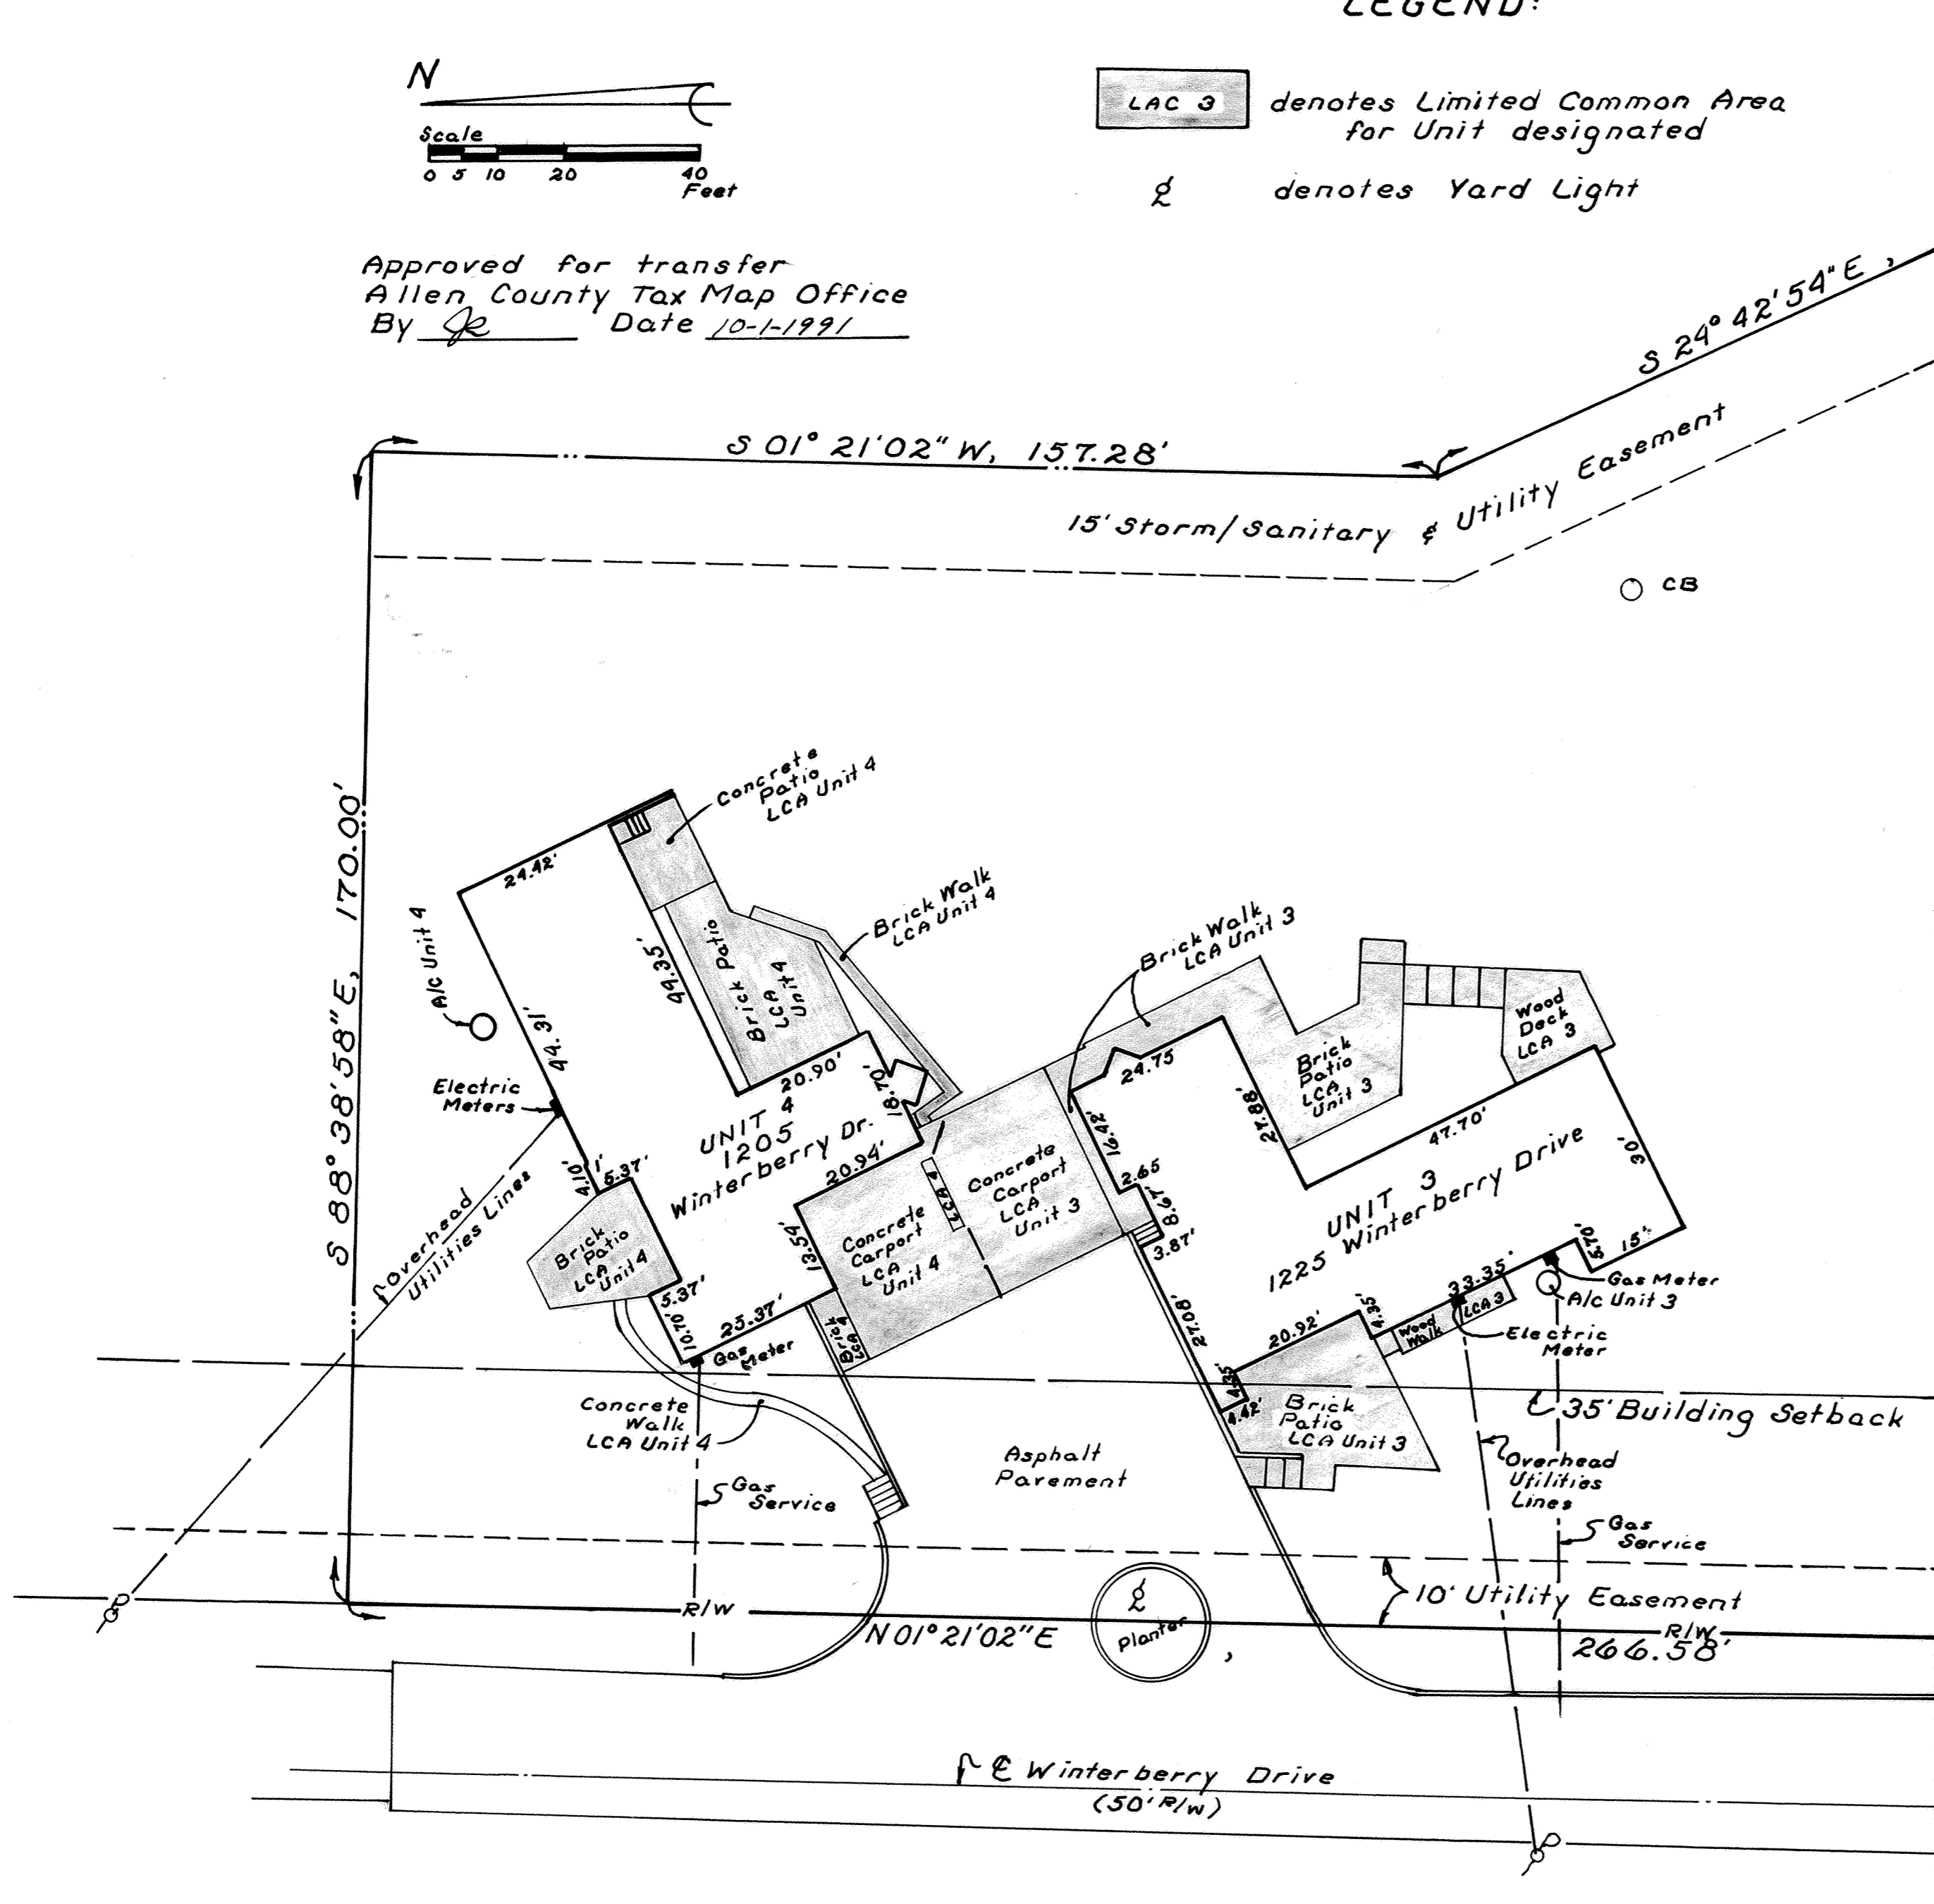 LEGEND:
N
Scale
0 5 10 20 40
Feet
LAC 3
denotes Limited Common Area
for Unit designated
denotes Yard Light
Approved for transfer
Allen County Tax Map Office
By JR Date 10-1-1991
S 24° 42' 54" E,
S 01° 21' 02" W, 157.28'
15' Storm/Sanitary & Utility Easement
CB
S 88° 38' 58" E, 170.00'
Concrete
Patio
LCA Unit 4
24.42'
A/C Unit 4
Brick Walk
LCA Unit 4
Brick Walk
LCA Unit 3
44.35'
Brick Patio
LCA
Unit 4
44.31'
Electric
Meters
20.90'
18.70'
UNIT 4
1205
Winterberry Dr.
20.94'
4.10'
1'
5.37'
Overhead
Utilities Lines
Brick
Patio
LCA
Unit 4
5.37'
10.70'
25.37'
13.59'
Gas
Meter
Brick
LCA 4
Concrete
Carport
LCA
Unit 4
LCA 4
Concrete
Carport
LCA
Unit 3
24.75
16.42'
2.65
8.67'
3.87'
27.88'
Brick
Patio
LCA
Unit 3
Wood
Deck
LCA 3
47.70'
30'
UNIT 3
1225 Winterberry Drive
5.70'
15'
33.35'
Gas Meter
A/C Unit 3
Wood
Walk
LCA 3
Electric
Meter
4.35'
20.92'
27.08'
4.35'
4.42'
Brick
Patio
LCA Unit 3
35' Building Setback
Concrete
Walk
LCA Unit 4
Gas
Service
Asphalt
Pavement
Overhead
Utilities
Lines
Gas
Service
10' Utility Easement
R/W
R/W
N 01° 21' 02" E, 266.58'
Planter
℄ Winterberry Drive
(50' R/W)